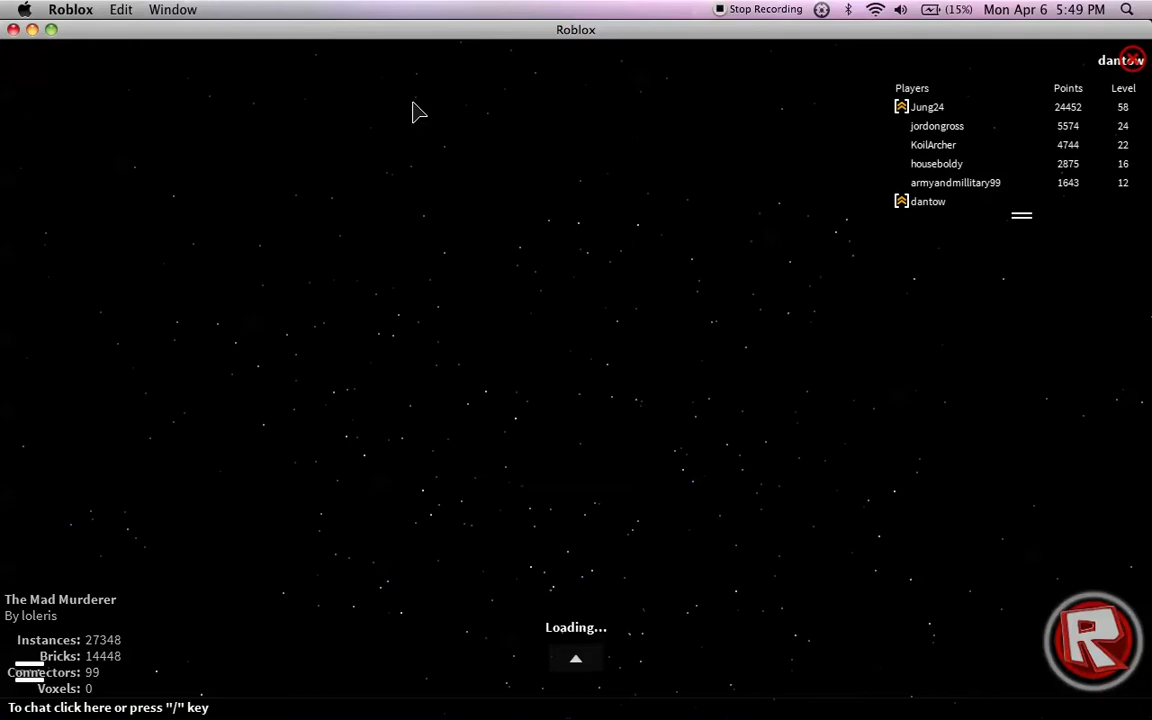 Roblox Edit Window Stop Recording (15%) Mon Apr 6 5:49 PM
Roblox
dantow
Players Points Level
Jung24 24452 58
jordongross 5574 24
KoilArcher 4744 22
houseboldy 2875 16
armyandmillitary99 1643 12
dantow
The Mad Murderer
By loleris
Instances: 27348
Bricks: 14448
Connectors: 99
Voxels: 0
Loading...
R
To chat click here or press "/" key